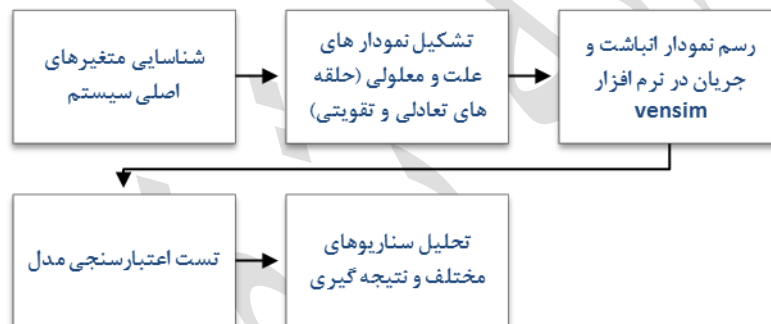 شناسایی متغیرهای
اصلی سیستم
تشکیل نمودار های
علت و معلولی (حلقه
های تعادلی و تقویتی)
رسم نمودار انباشت و
جریان در نرم افزار
vensim
تست اعتبارسنجی مدل
تحلیل سناریوهای
مختلف و نتیجه گیری